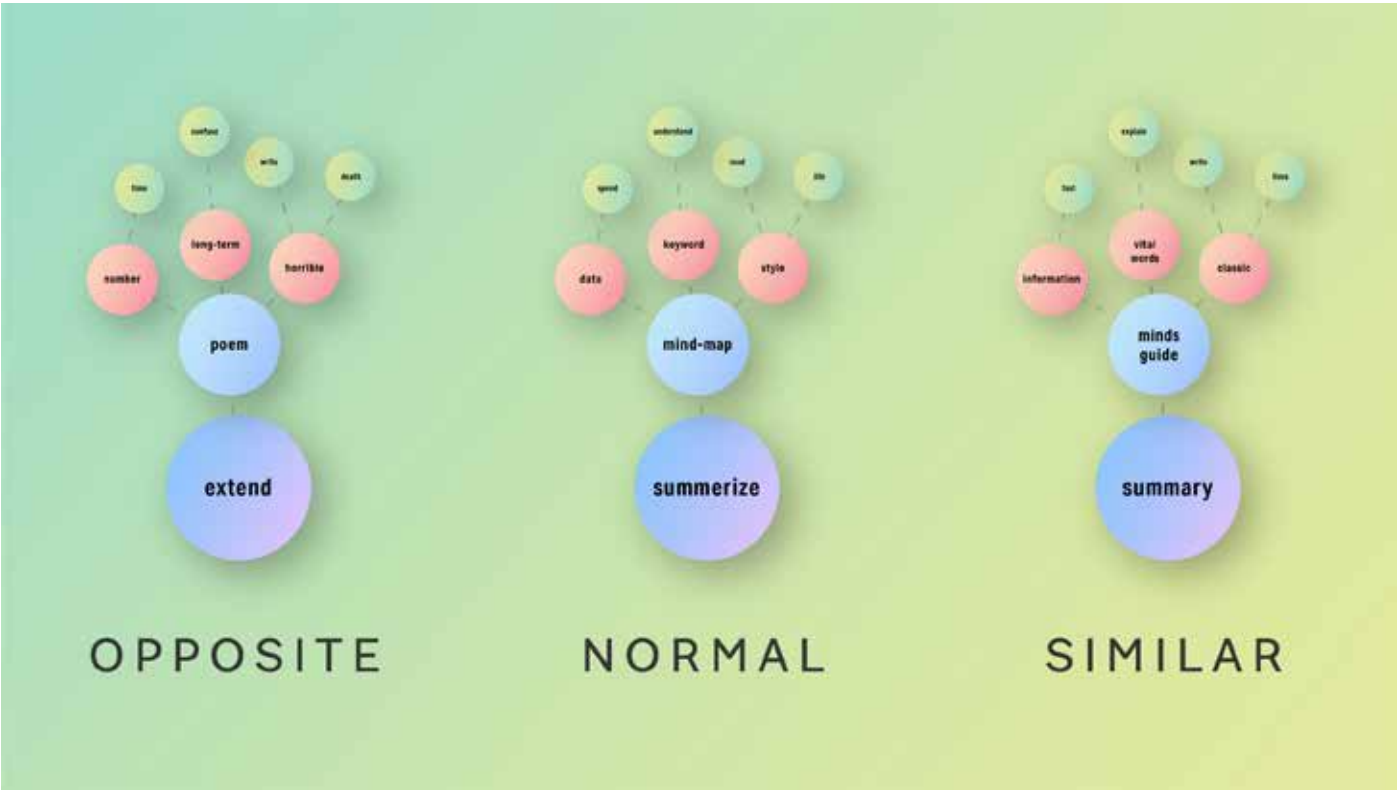 confuse
write
time
death
long-term
number
horrible
poem
extend
OPPOSITE
understand
read
speed
life
keyword
data
style
mind-map
summerize
NORMAL
explain
write
information
vital
words
classic
minds
guide
summary
SIMILAR